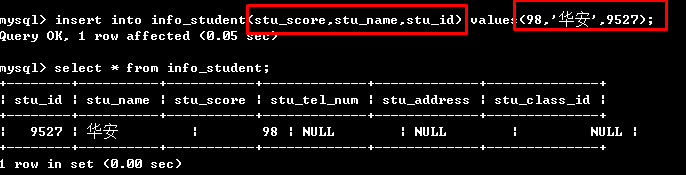 mysql> insert into info_student(stu_score,stu_name,stu_id) values(98,'华安',9527);
Query OK, 1 row affected (0.05 sec)
mysql> select * from info_student;
+--------+----------+-----------+-------------+-------------+--------------+
| stu_id | stu_name | stu_score | stu_tel_num | stu_address | stu_class_id |
+--------+----------+-----------+-------------+-------------+--------------+
| 9527 | 华安 | 98 | NULL | NULL | NULL |
+--------+----------+-----------+-------------+-------------+--------------+
1 row in set (0.00 sec)